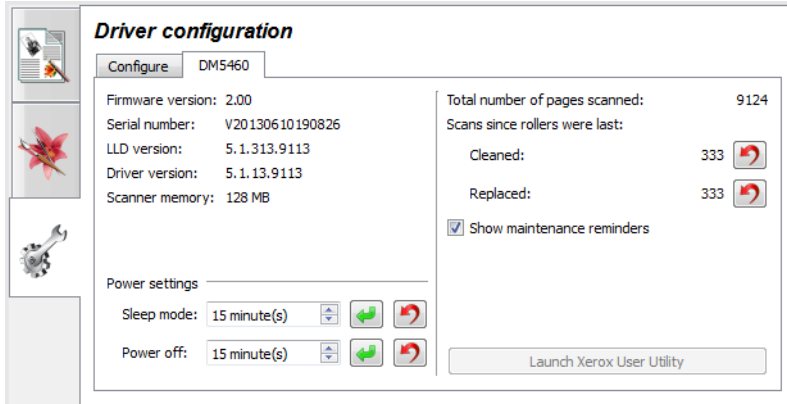 Driver configuration
Configure DM5460
Firmware version: 2.00
Serial number: V20130610190826
LLD version: 5.1.313.9113
Driver version: 5.1.13.9113
Scanner memory: 128 MB
Power settings
Sleep mode: 15 minute(s)
Power off: 15 minute(s)
Total number of pages scanned: 9124
Scans since rollers were last:
Cleaned: 333
Replaced: 333
Show maintenance reminders
Launch Xerox User Utility